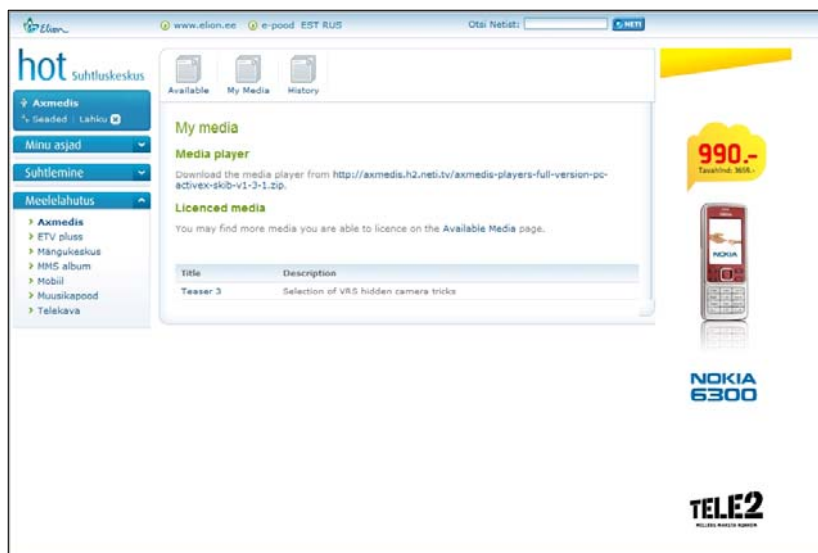 Elion
www.elion.ee e-pood EST RUS
Otsi Netist:
NETI
hot Suhtluskeskus
Axmedis
Seaded | Lahku
Minu asjad
Suhtlemine
Meelelahutus
Axmedis
ETV pluss
Mängukeskus
MMS album
Mobiil
Muusikapood
Telekava
Available My Media History
My media
Media player
Download the media player from http://axmedis.h2.neti.tv/axmedis-players-full-version-pc-
activex-skib-v1-3-1.zip.
Licenced media
You may find more media you are able to licence on the Available Media page.
Title Description
Teaser 3 Selection of VRS hidden camera tricks
990.-
Tavahind: 3659.-
NOKIA
NOKIA
6300
TELE2